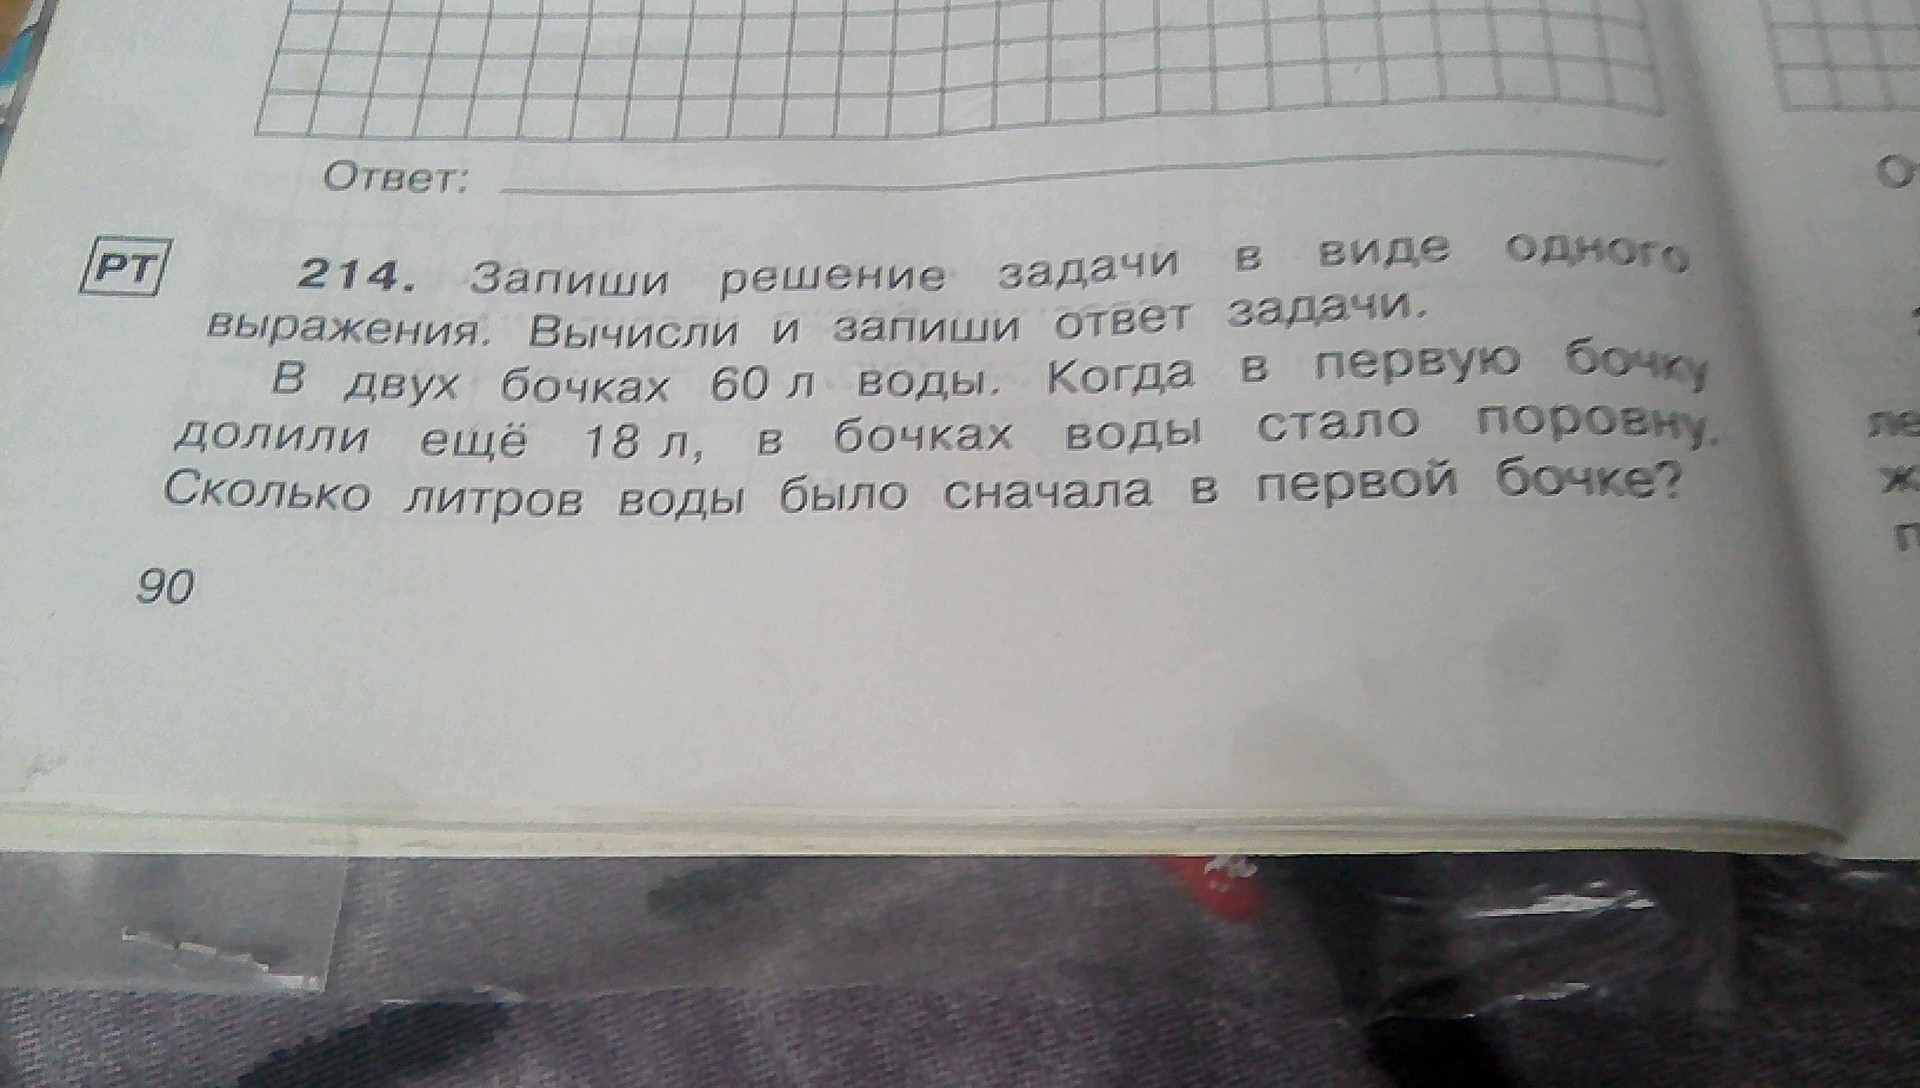 Ответ:
РТ 214. Запиши решение задачи в виде одного
выражения. Вычисли и запиши ответ задачи.
В двух бочках 60 л воды. Когда в первую бочку
долили ещё 18 л, в бочках воды стало поровну.
Сколько литров воды было сначала в первой бочке?
90